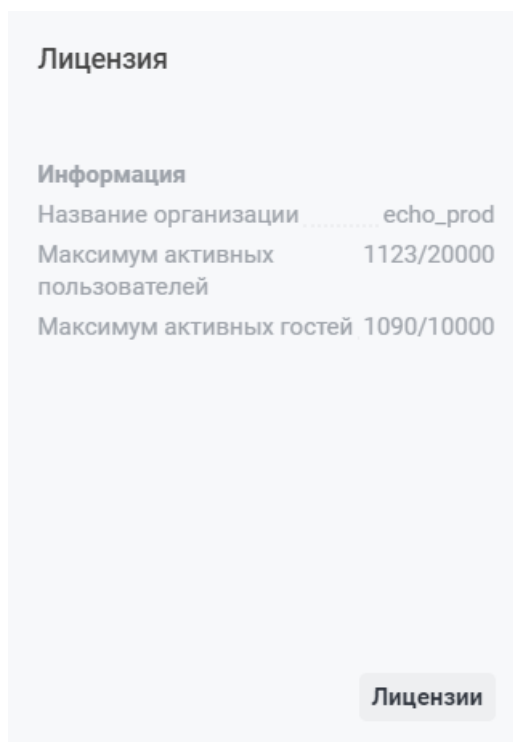 Лицензия
Информация
Название организации echo_prod
Максимум активных 1123/20000
пользователей
Максимум активных гостей 1090/10000
Лицензии